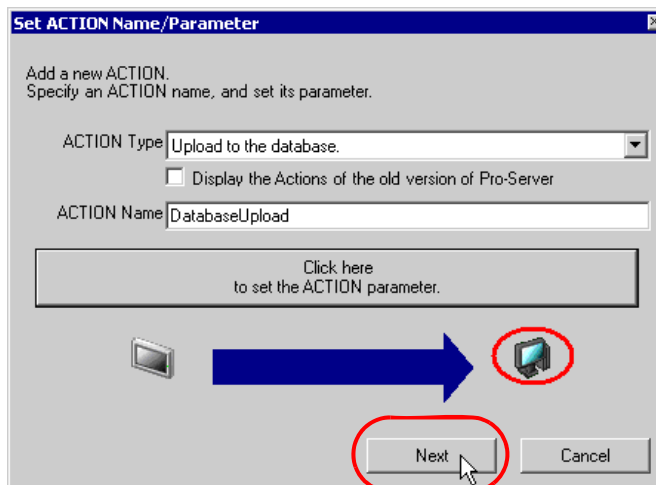 Set ACTION Name/Parameter
Add a new ACTION.
Specify an ACTION name, and set its parameter.
ACTION Type Upload to the database.
Display the Actions of the old version of Pro-Server
ACTION Name DatabaseUpload
Click here
to set the ACTION parameter.
Next Cancel